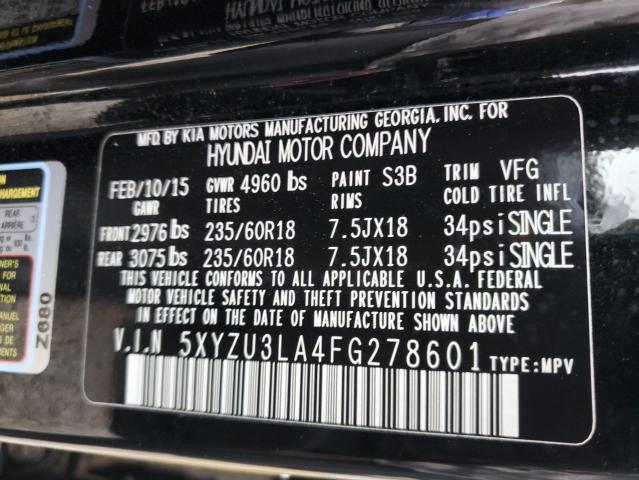 MFD.BY KIA MOTORS MANUFACTURING GEORGIA.INC. FOR
HYUNDAI MOTOR COMPANY
FEB/10/15 GVWR 4960 lbs PAINT S3B TRIM VFG
GAWR TIRES RIMS COLD TIRE INFL
FRONT 2976 lbs 235/60R18 7.5JX18 34psi SINGLE
REAR 3075 lbs 235/60R18 7.5JX18 34psi SINGLE
THIS VEHICLE CONFORMS TO ALL APPLICABLE U.S.A. FEDERAL
MOTOR VEHICLE SAFETY AND THEFT PREVENTION STANDARDS
IN EFFECT ON THE DATE OF MANUFACTURE SHOWN ABOVE
V.I.N 5XYZU3LA4FG278601 TYPE:MPV
REAR
ARRIÈRE
Z680